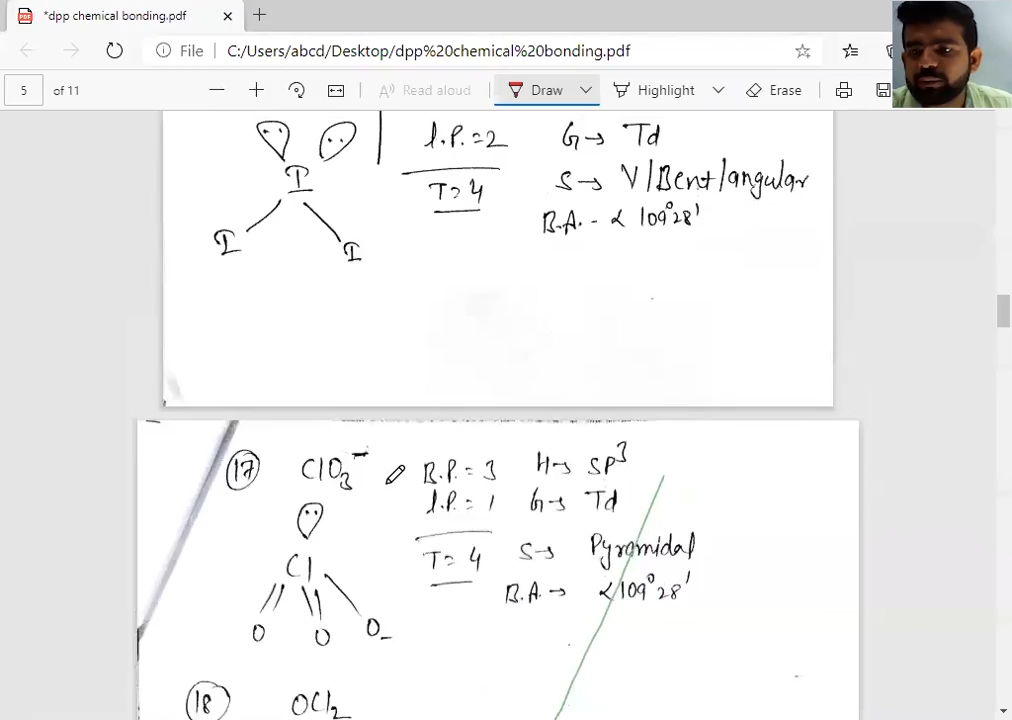 *dpp chemical bonding.pdf
File C:/Users/abcd/Desktop/dpp%20chemical%20bonding.pdf
5 of 11 Read aloud Draw Highlight Erase
l.P. = 2 G → Td
I
T = 4 S → V/Bent/angular
B.A. - < 109°28'
I I
17 ClO3- B.P. = 3 H → SP3
l.P. = 1 G → Td
T = 4 S → Pyramidal
Cl
B.A. → < 109°28'
O O O-
18 OCl2